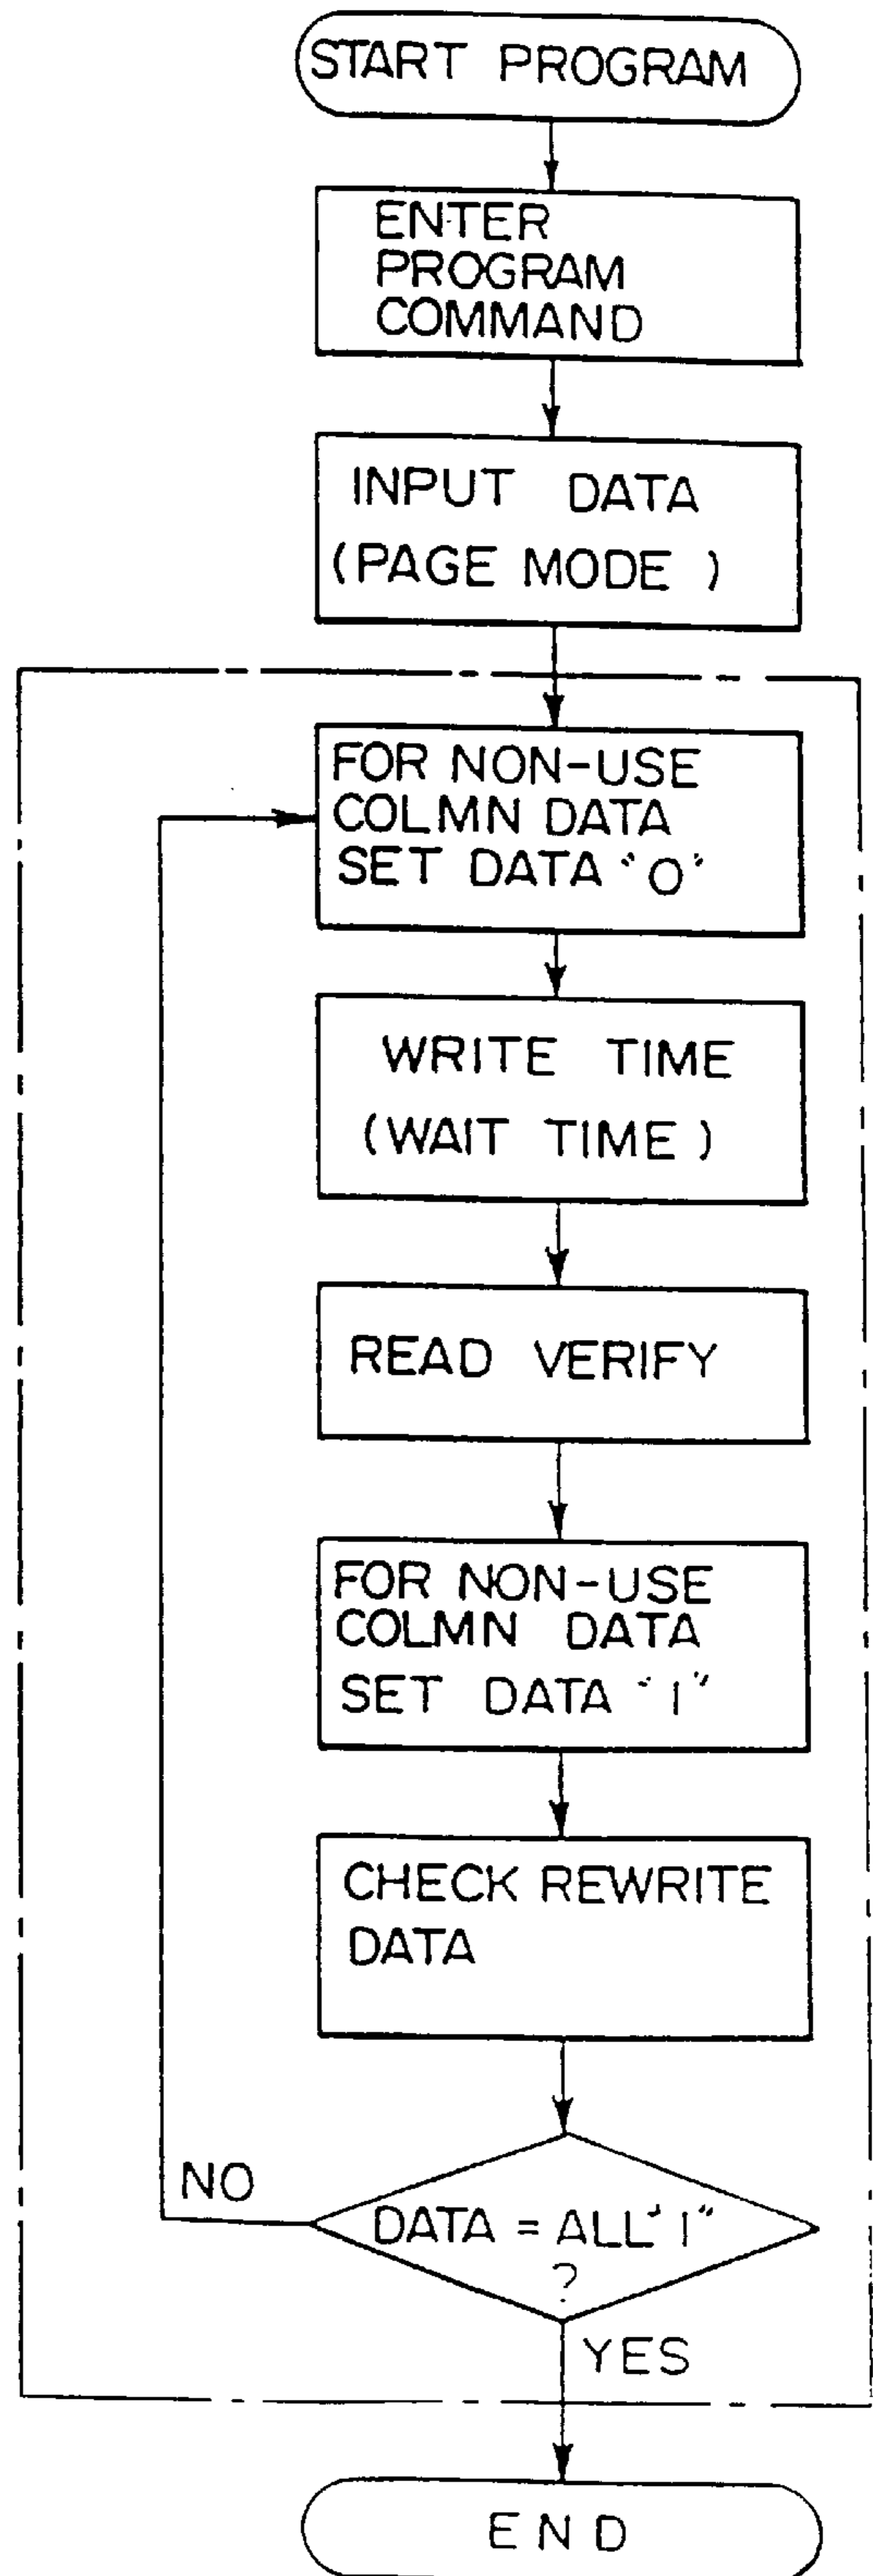 START PROGRAM
ENTER
PROGRAM
COMMAND
INPUT DATA
(PAGE MODE)
FOR NON-USE
COLMN DATA
SET DATA "0"
WRITE TIME
(WAIT TIME)
READ VERIFY
FOR NON-USE
COLMN DATA
SET DATA "1"
CHECK REWRITE
DATA
NO
DATA = ALL "1"
?
YES
END